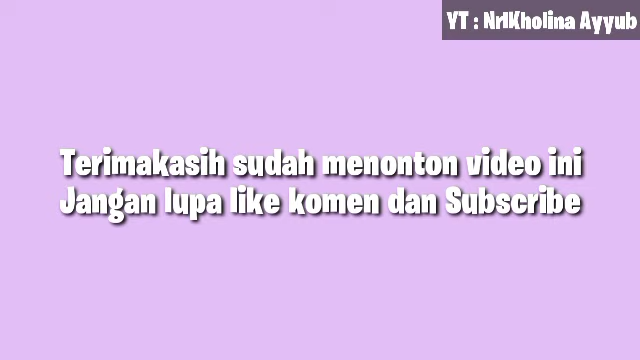 YT : NrlKholina Ayyub
Terimakasih sudah menonton video ini
Jangan lupa like komen dan Subscribe